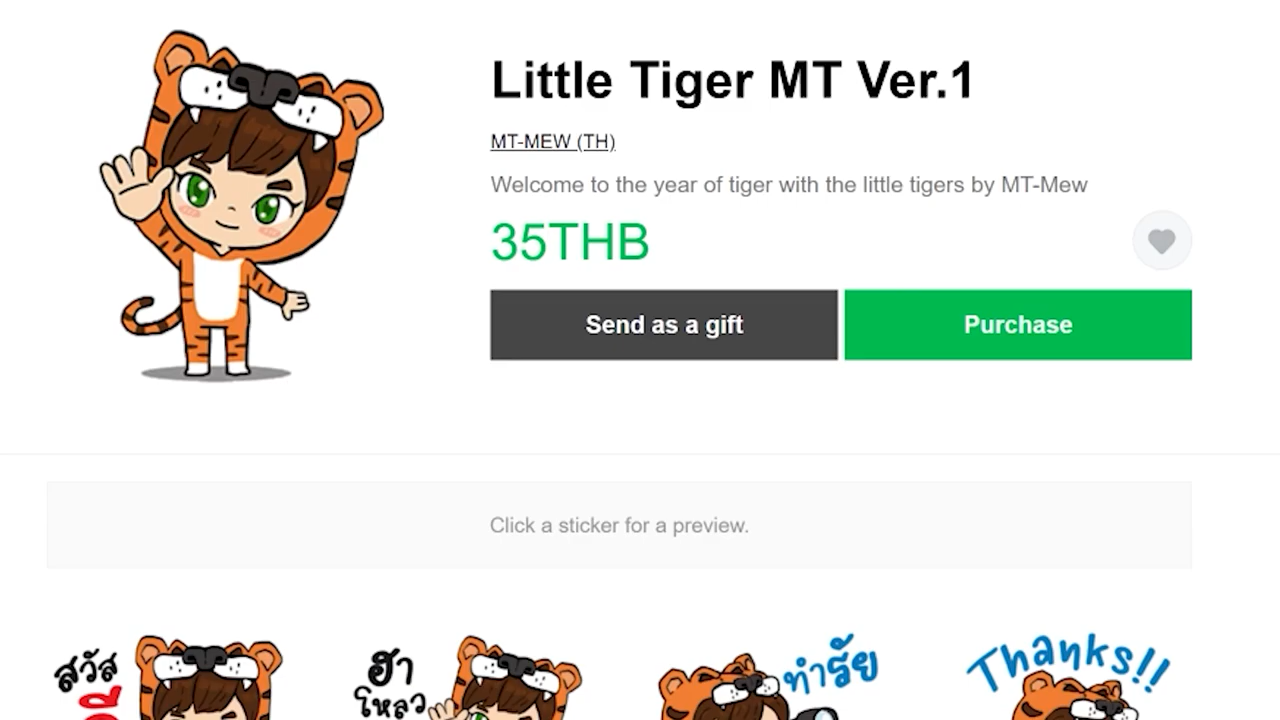 Little Tiger MT Ver.1
MT-MEW (TH)
Welcome to the year of tiger with the little tigers by MT-Mew
35THB
Send as a gift
Purchase
Click a sticker for a preview.
สวัส
ฮา
โหลว
ทำรัย
Thanks!!